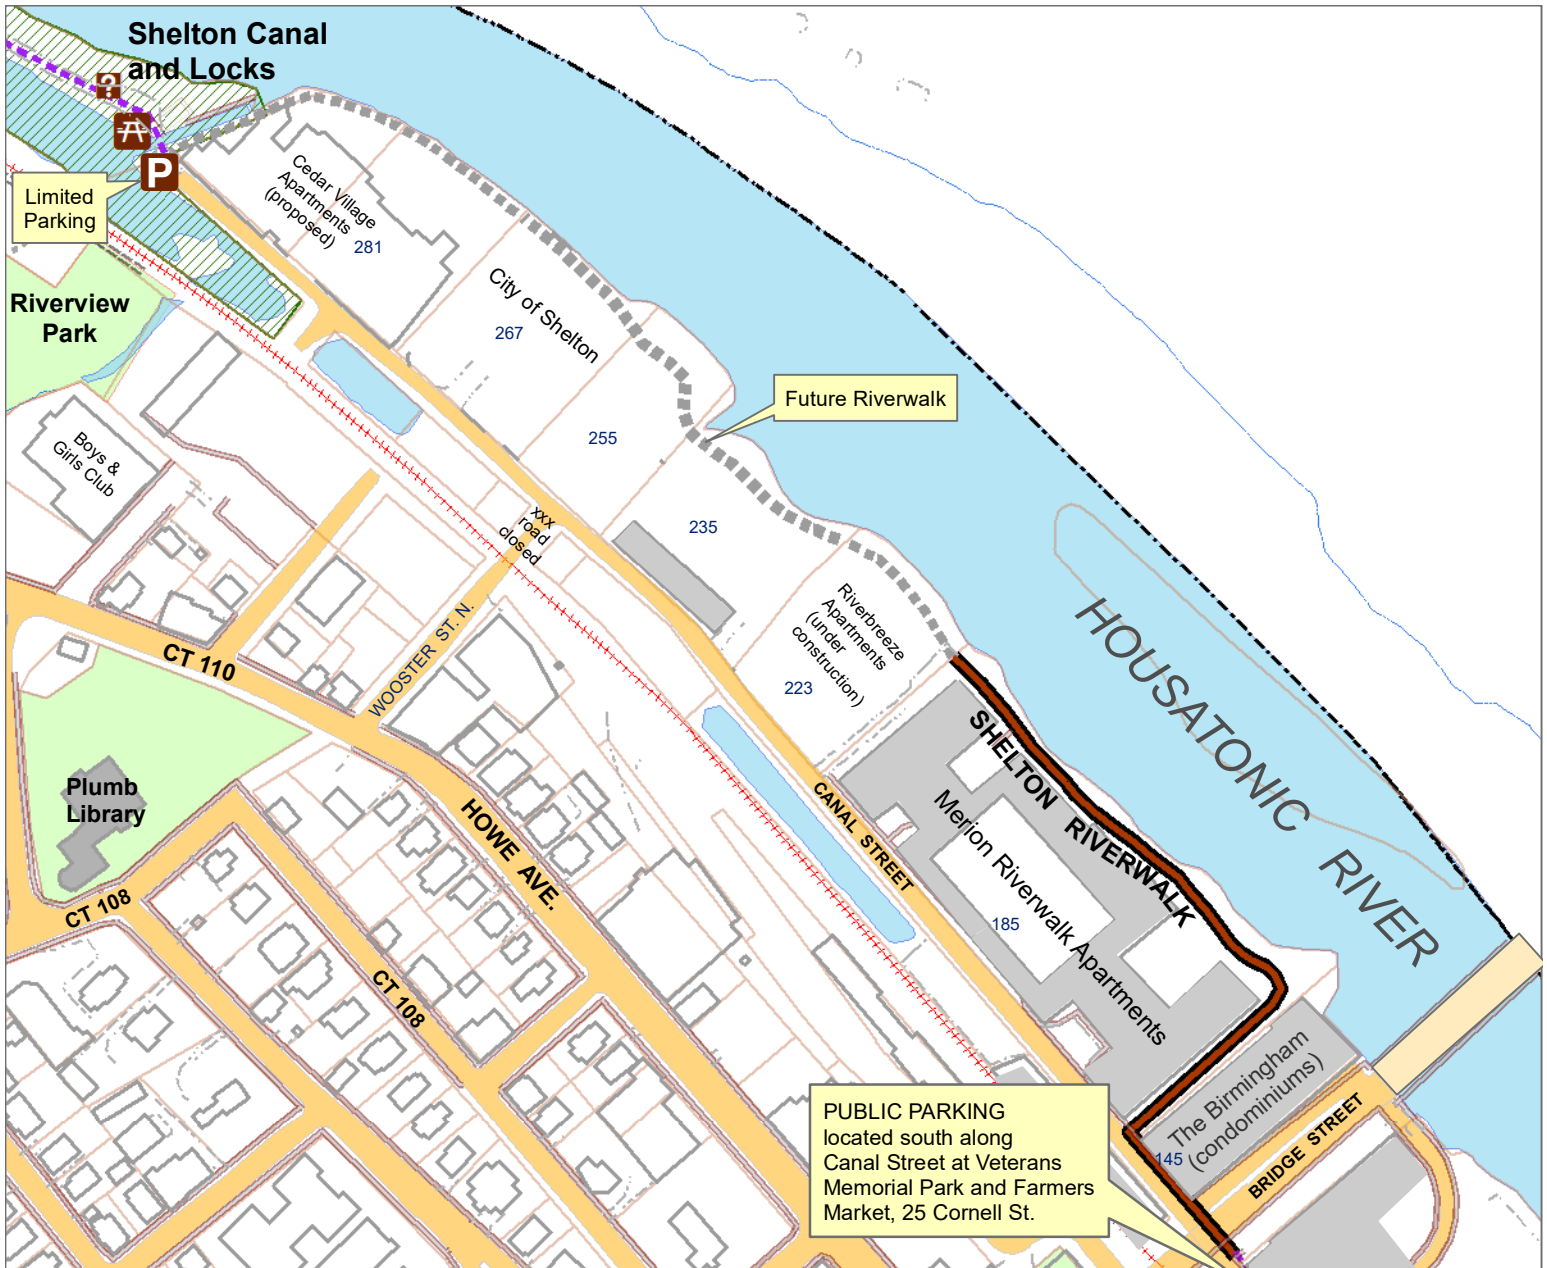 Shelton Canal
and Locks
?
P
Limited
Parking
Cedar Village
Apartments
(proposed)
281
Riverview
Park
City of Shelton
267
Future Riverwalk
255
Boys &
Girls Club
xxx
road
closed
235
WOOSTER ST. N.
CT 110
Riverbreeze
Apartments
(under
construction)
223
HOUSATONIC
RIVER
SHELTON RIVERWALK
Plumb
Library
HOWE AVE.
CANAL STREET
Merion Riverwalk Apartments
185
CT 108
CT 108
The Birmingham
(condominiums)
145
BRIDGE STREET
PUBLIC PARKING
located south along
Canal Street at Veterans
Memorial Park and Farmers
Market, 25 Cornell St.